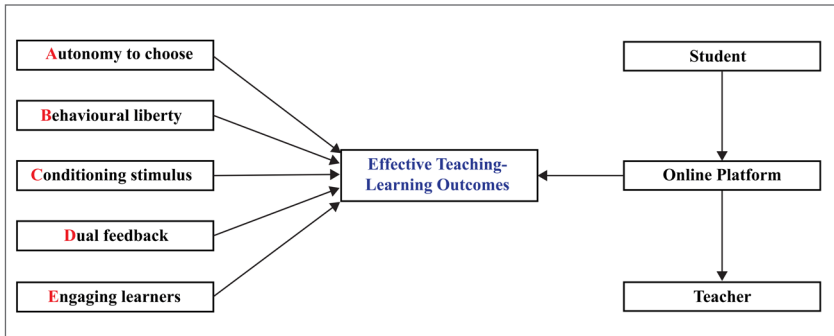 Autonomy to choose
Behavioural liberty
Conditioning stimulus
Dual feedback
Engaging learners
Effective Teaching-
Learning Outcomes
Student
Online Platform
Teacher